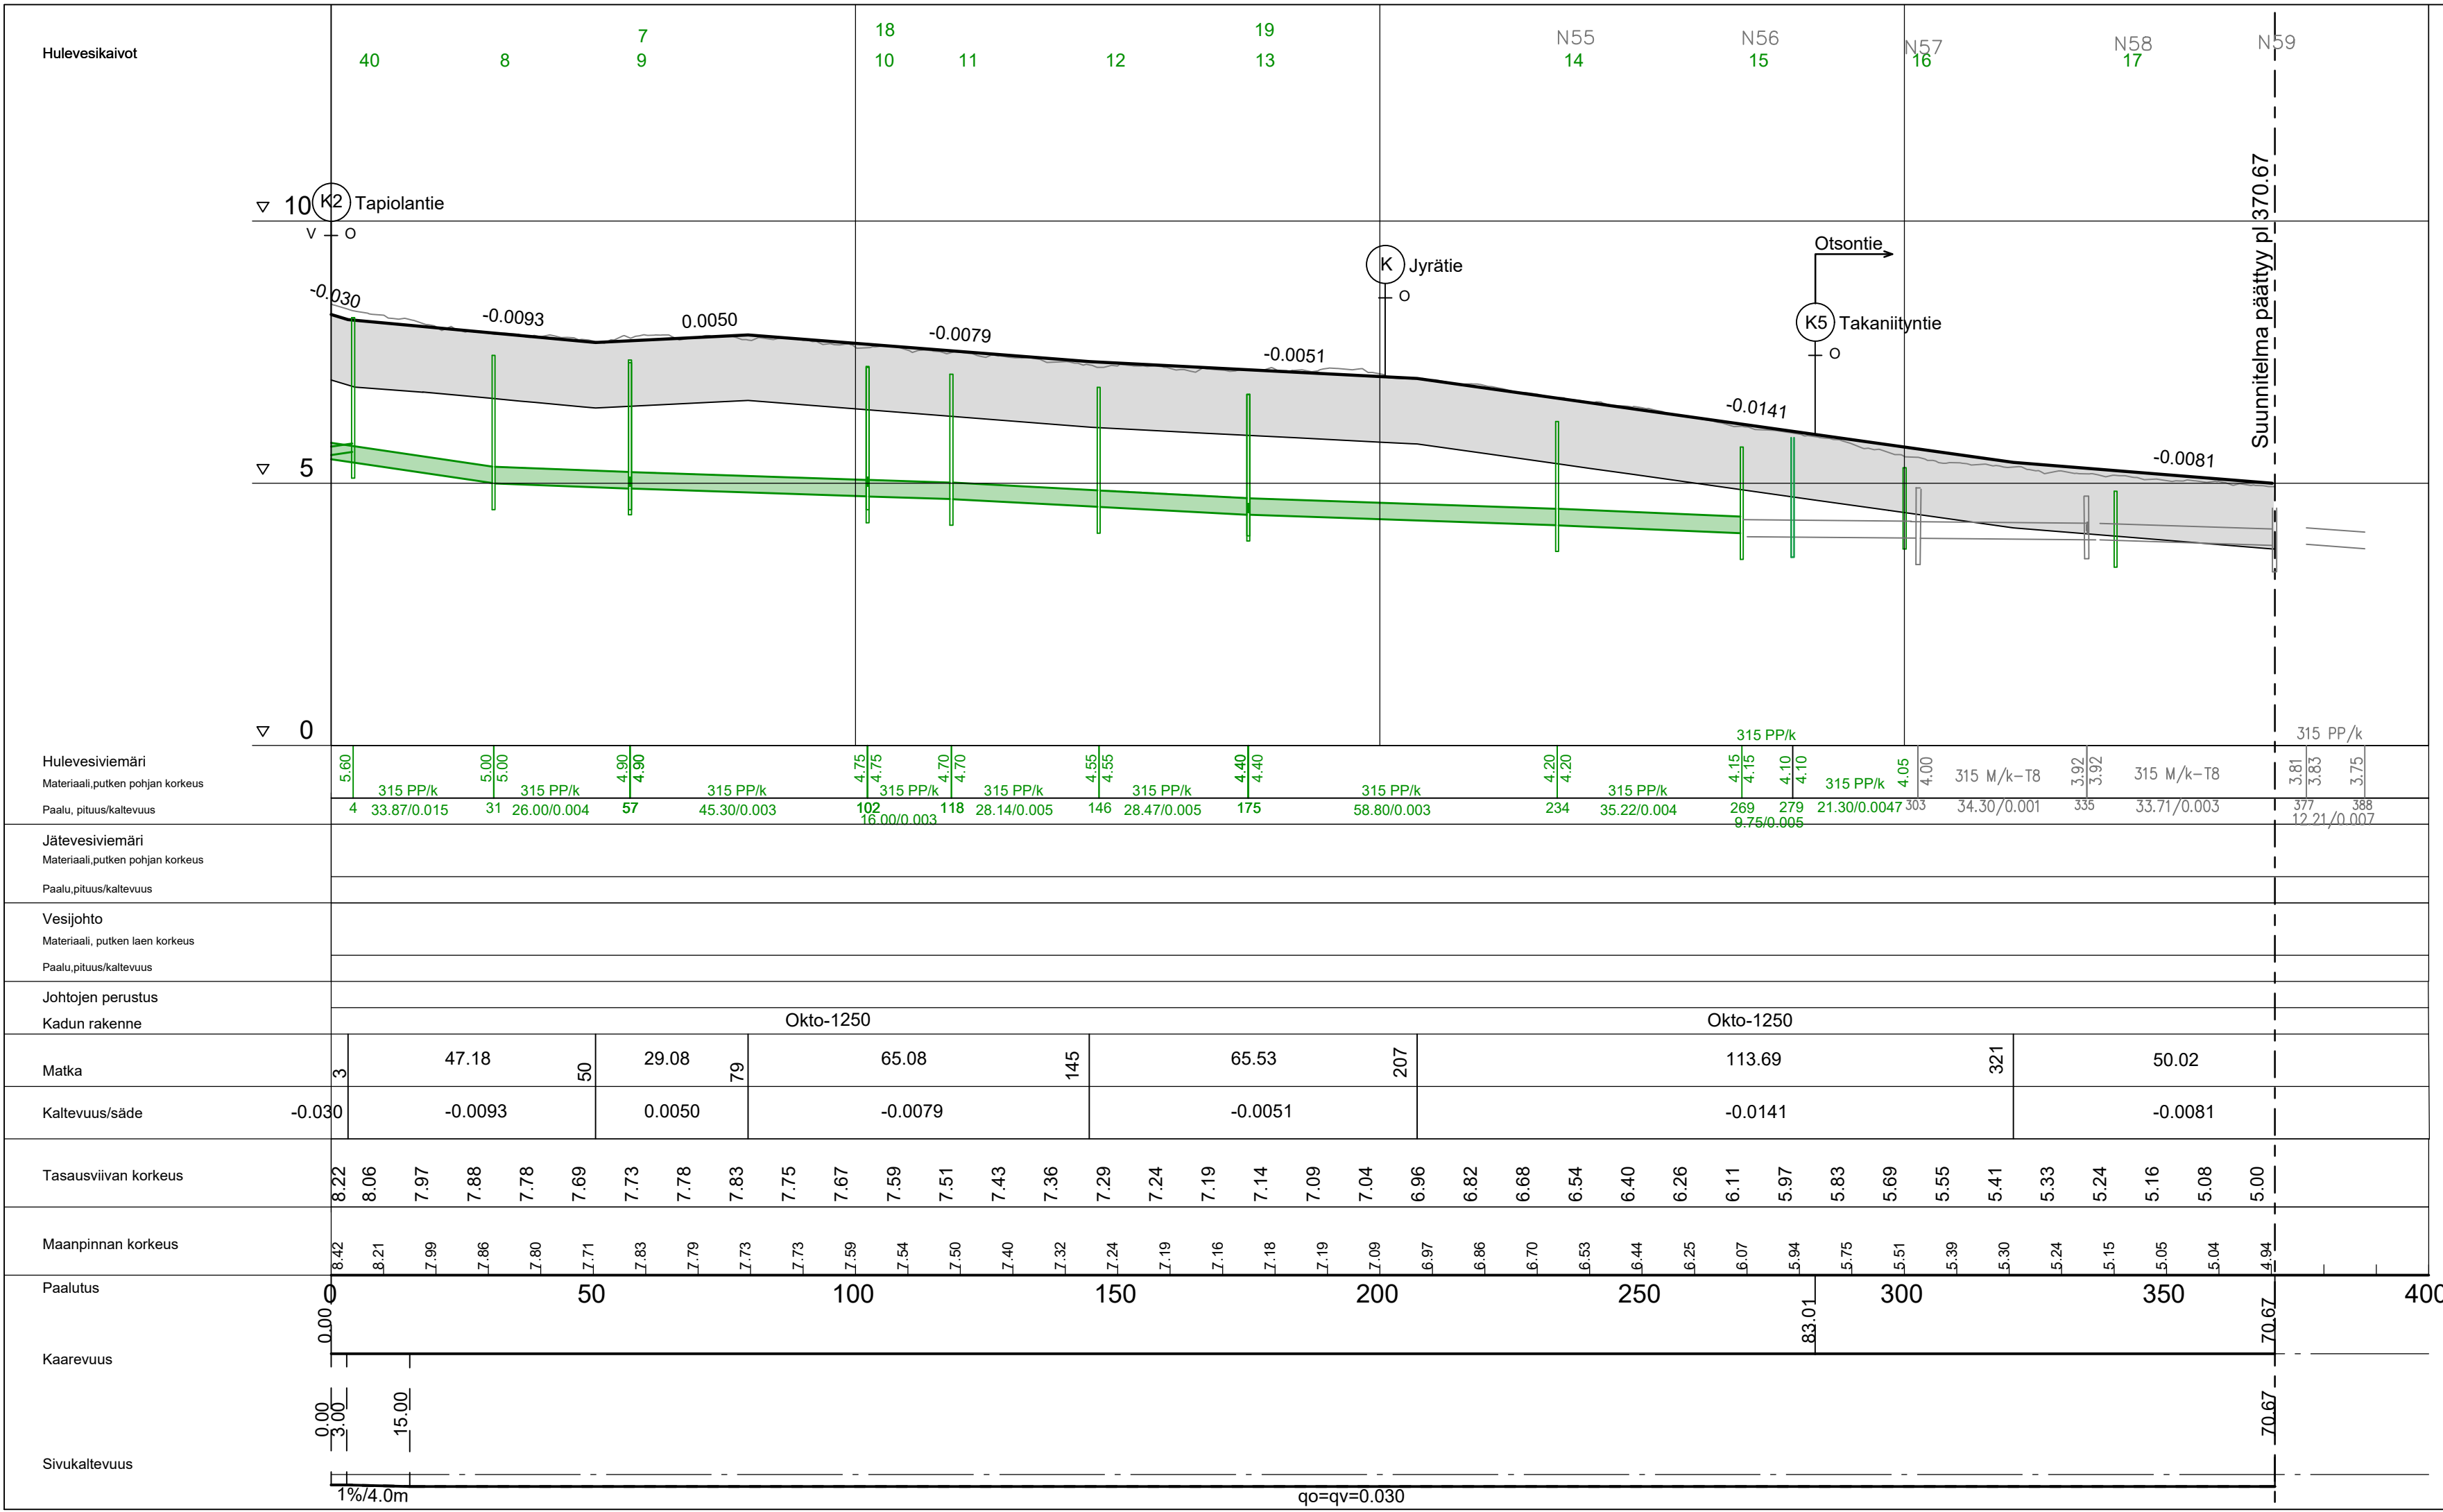 7 18 19 N55 N56 N57 N58 N59
Hulevesikaivot 40 8 9 10 11 12 13 14 15 16 17
Suunnitelma päättyy pl 370.67
10 K2 Tapiolantie
V O
Otsontie
K Jyrätie
O
K5 Takaniityntie
O
-0.030 -0.0093 0.0050 -0.0079 -0.0051 -0.0141 -0.0081
5
0
315 PP/k 315 PP/k
Hulevesiviemäri
5.60 5.00 5.00 4.90 4.90 4.75 4.75 4.70 4.70 4.55 4.55 4.40 4.40 4.20 4.20 4.15 4.15 4.10 4.10 4.05 4.00 3.92 3.92 3.81 3.83 3.75
Materiaali,putken pohjan korkeus
315 PP/k 315 PP/k 315 PP/k 315 PP/k 315 PP/k 315 PP/k 315 PP/k 315 PP/k 315 PP/k 315 M/k-T8 315 M/k-T8
Paalu, pituus/kaltevuus
4 33.87/0.015 31 26.00/0.004 57 45.30/0.003 102 16.00/0.003 118 28.14/0.005 146 28.47/0.005 175 58.80/0.003 234 35.22/0.004 269 9.75/0.005 279 21.30/0.0047 303 34.30/0.001 335 33.71/0.003 377 12.21/0.007 388
Jätevesiviemäri
Materiaali,putken pohjan korkeus
Paalu,pituus/kaltevuus
Vesijohto
Materiaali, putken laen korkeus
Paalu,pituus/kaltevuus
Johtojen perustus
Kadun rakenne Okto-1250 Okto-1250
Matka 3 47.18 50 29.08 79 65.08 145 65.53 207 113.69 321 50.02
Kaltevuus/säde -0.030 -0.0093 0.0050 -0.0079 -0.0051 -0.0141 -0.0081
Tasausviivan korkeus 8.22 8.06 7.97 7.88 7.78 7.69 7.73 7.78 7.83 7.75 7.67 7.59 7.51 7.43 7.36 7.29 7.24 7.19 7.14 7.09 7.04 6.96 6.82 6.68 6.54 6.40 6.26 6.11 5.97 5.83 5.69 5.55 5.41 5.33 5.24 5.16 5.08 5.00
Maanpinnan korkeus 8.42 8.21 7.99 7.86 7.80 7.71 7.83 7.79 7.73 7.73 7.59 7.54 7.50 7.40 7.32 7.24 7.19 7.16 7.18 7.19 7.09 6.97 6.86 6.70 6.53 6.44 6.25 6.07 5.94 5.75 5.51 5.39 5.30 5.24 5.15 5.05 5.04 4.94
Paalutus 0 50 100 150 200 250 300 350 400
0.00 83.01 70.67
Kaarevuus
0.00 3.00 15.00 70.67
Sivukaltevuus
1%/4.0m qo=qv=0.030